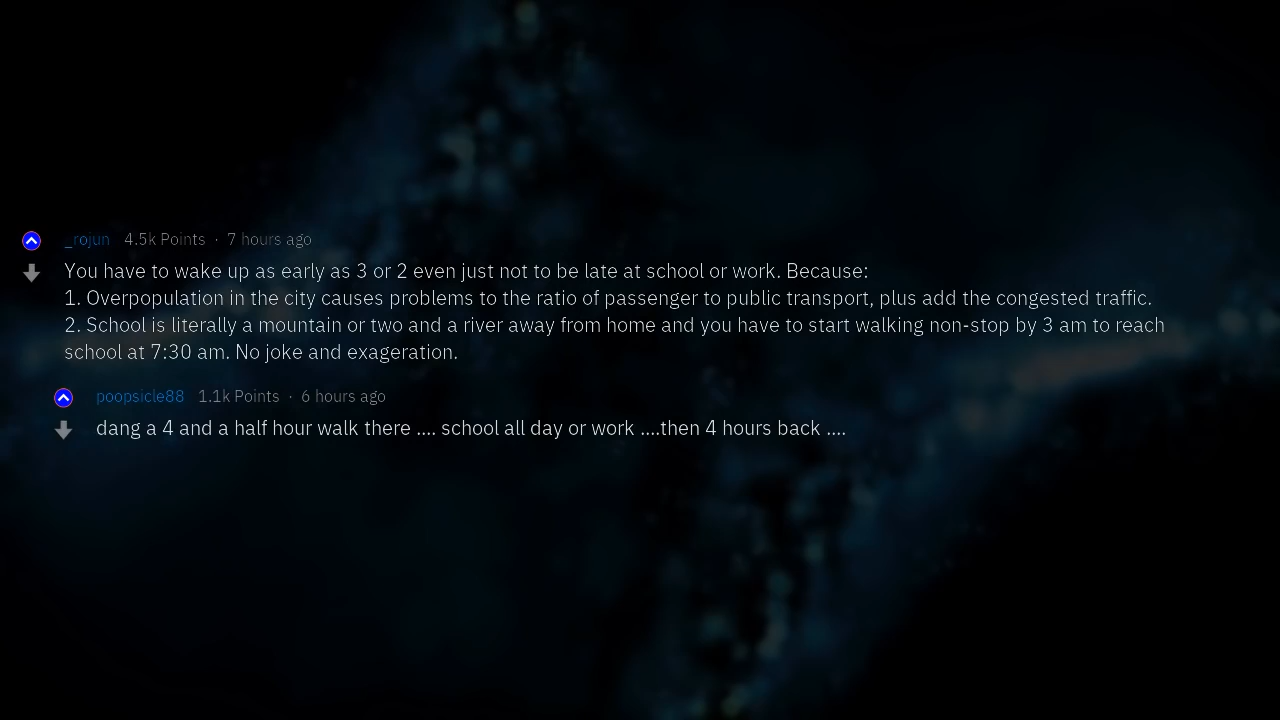 _rojun 4.5k Points · 7 hours ago
You have to wake up as early as 3 or 2 even just not to be late at school or work. Because:
1. Overpopulation in the city causes problems to the ratio of passenger to public transport, plus add the congested traffic.
2. School is literally a mountain or two and a river away from home and you have to start walking non-stop by 3 am to reach
school at 7:30 am. No joke and exageration.
poopsicle88 1.1k Points · 6 hours ago
dang a 4 and a half hour walk there .... school all day or work ....then 4 hours back ....